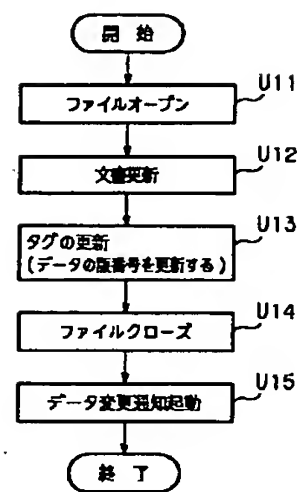 開 始
U11
ファイルオープン
U12
文書更新
U13
タグの更新
(データの版番号を更新する)
U14
ファイルクローズ
U15
データ変更通知起動
終 了